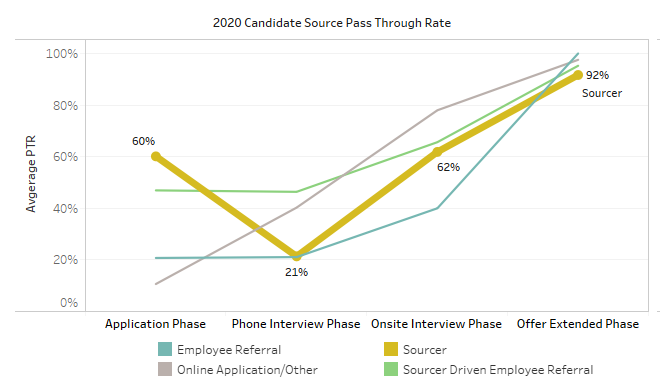 2020 Candidate Source Pass Through Rate
100%
80%
60%
40%
20%
0%
Avgerage PTR
60%
21%
62%
92%
Sourcer
Application Phase
Phone Interview Phase
Onsite Interview Phase
Offer Extended Phase
Employee Referral
Sourcer
Online Application/Other
Sourcer Driven Employee Referral